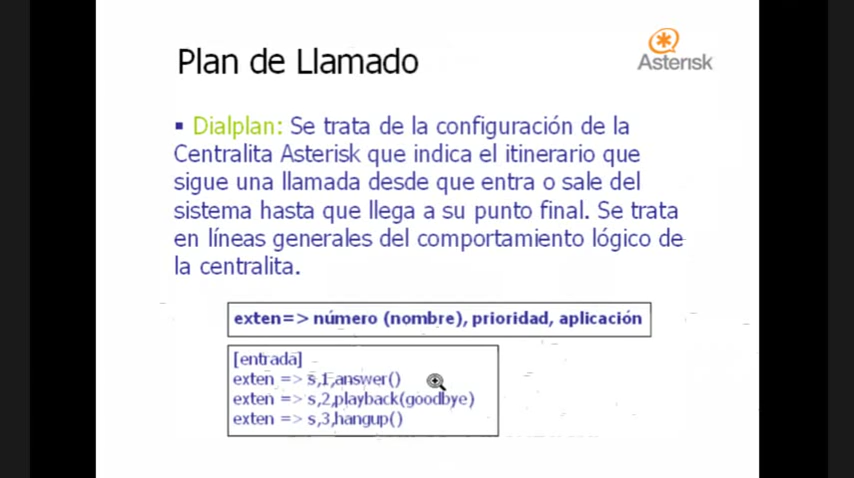 Plan de Llamado
Asterisk
▪ Dialplan: Se trata de la configuración de la
Centralita Asterisk que indica el itinerario que
sigue una llamada desde que entra o sale del
sistema hasta que llega a su punto final. Se trata
en líneas generales del comportamiento lógico de
la centralita.
exten=> número (nombre), prioridad, aplicación
[entrada]
exten => s,1,answer()
exten => s,2,playback(goodbye)
exten => s,3,hangup()